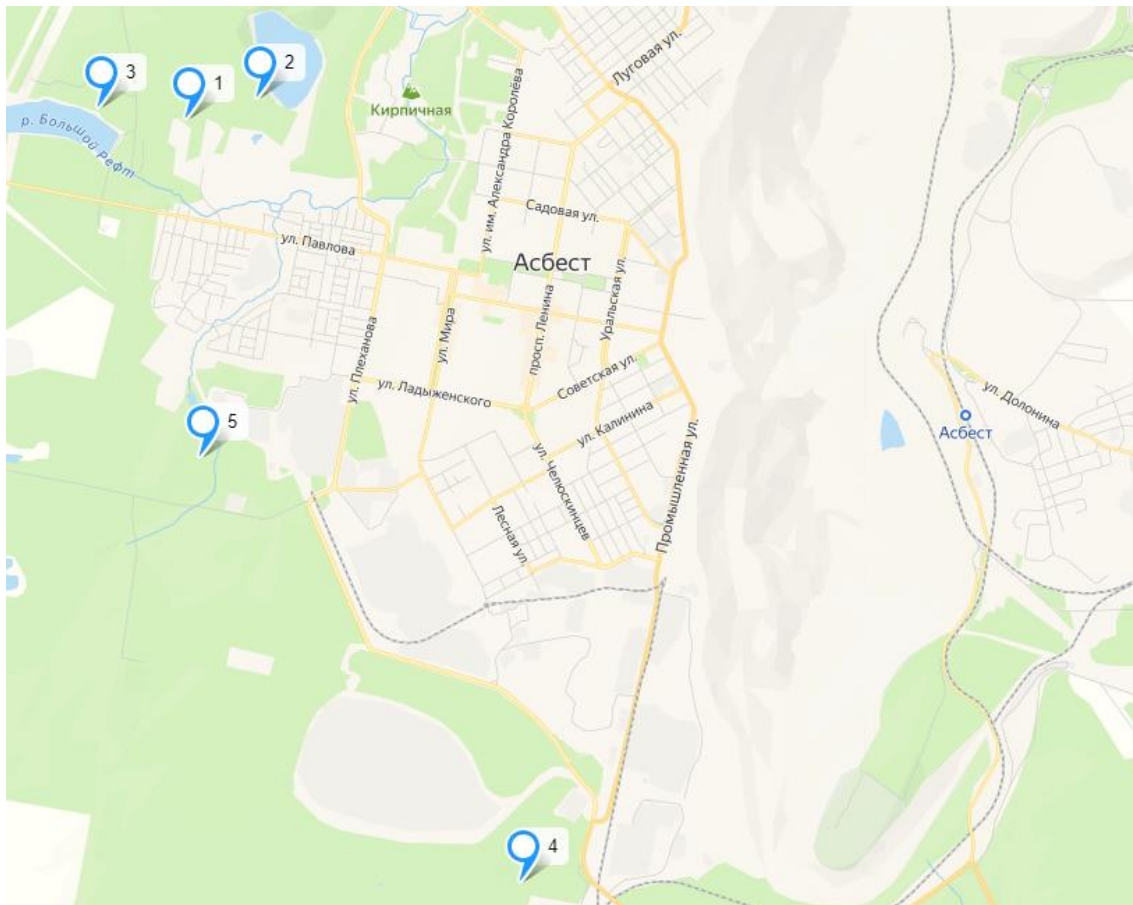 2
3
1
Луговая ул.
Кирпичная
р. Большой Рефт
ул. им. Александра Королёва
Садовая ул.
ул. Павлова
Асбест
Уральская ул.
просп. Ленина
ул. Мира
ул. Плеханова
Советская ул.
ул. Ладыженского
ул. Долонина
ул. Калинина
5
Асбест
ул. Челюскинцев
Промышленная ул.
Лесная ул.
4